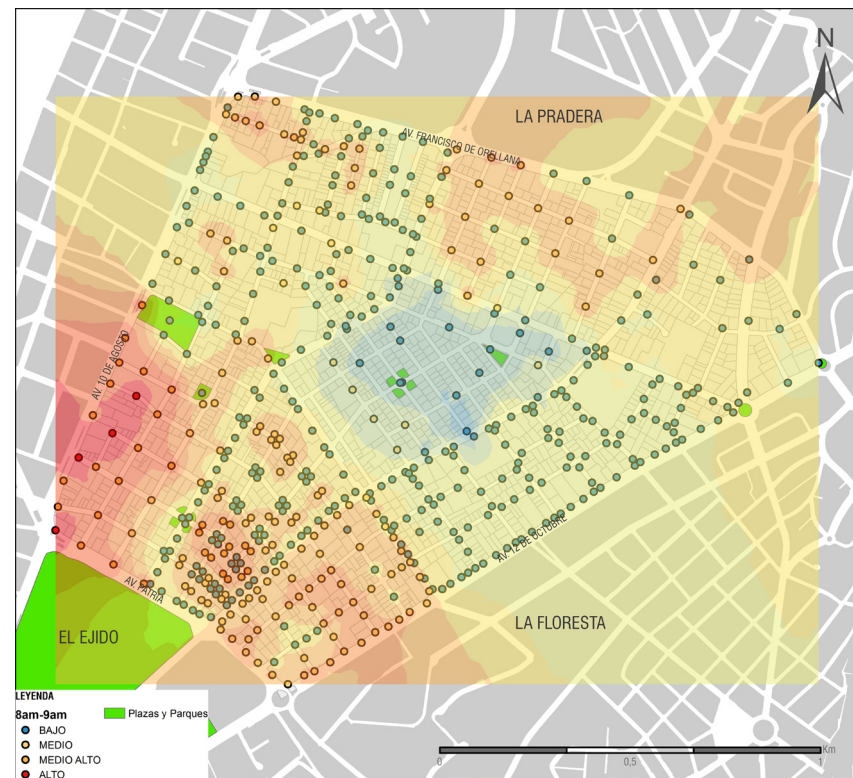 N
LA PRADERA
AV. FRANCISCO DE ORELLANA
AV. 10 DE AGOSTO
AV. 12 DE OCTUBRE
AV. PATRIA
EL EJIDO
LA FLORESTA
LEYENDA
8am-9am
Plazas y Parques
BAJO
MEDIO
MEDIO ALTO
ALTO
Km
0
0,5
1